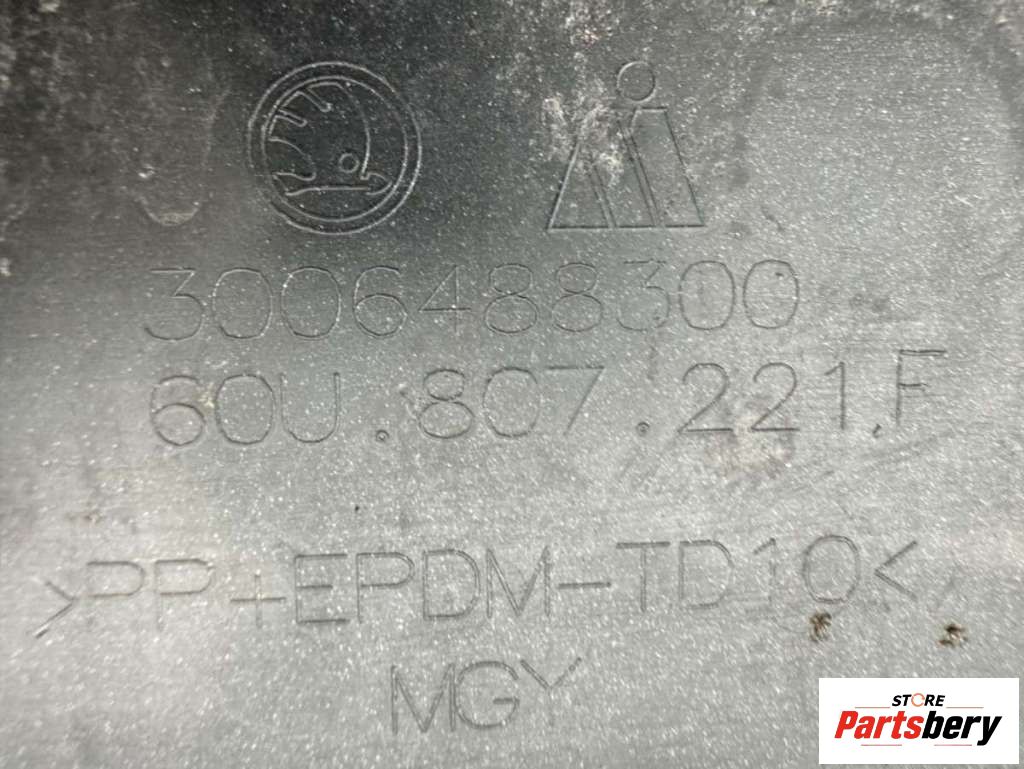 3006488300
60U.807.221.F
>PP+EPDM-TD10<
MGY
STORE
Partsbery